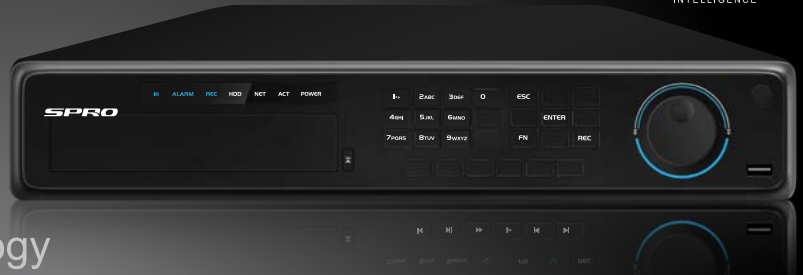 INTELLIGENCE
IR ALARM REC HDD NET ACT POWER
SPRO
2ABC 3DEF 0 ESC
4GHI 5JKL 6MNO ENTER
7PQRS 8TUV 9WXYZ FN REC
ogy
REC